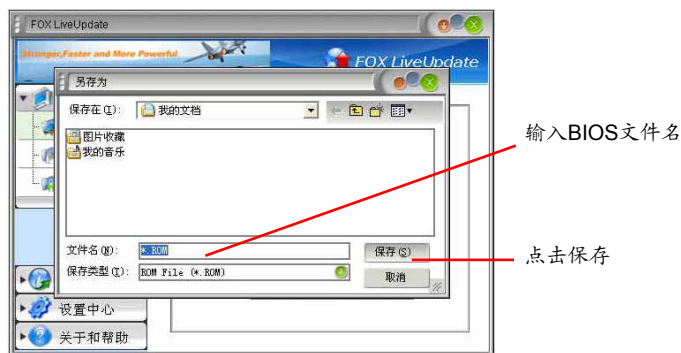 FOX LiveUpdate
Stronger,Faster and More Powerful
FOX LiveUpdate
另存为
保存在(I):
我的文档
图片收藏
我的音乐
输入BIOS文件名
文件名(N):
*.ROM
保存(S)
点击保存
保存类型(T):
ROM File (*.ROM)
取消
设置中心
关于和帮助